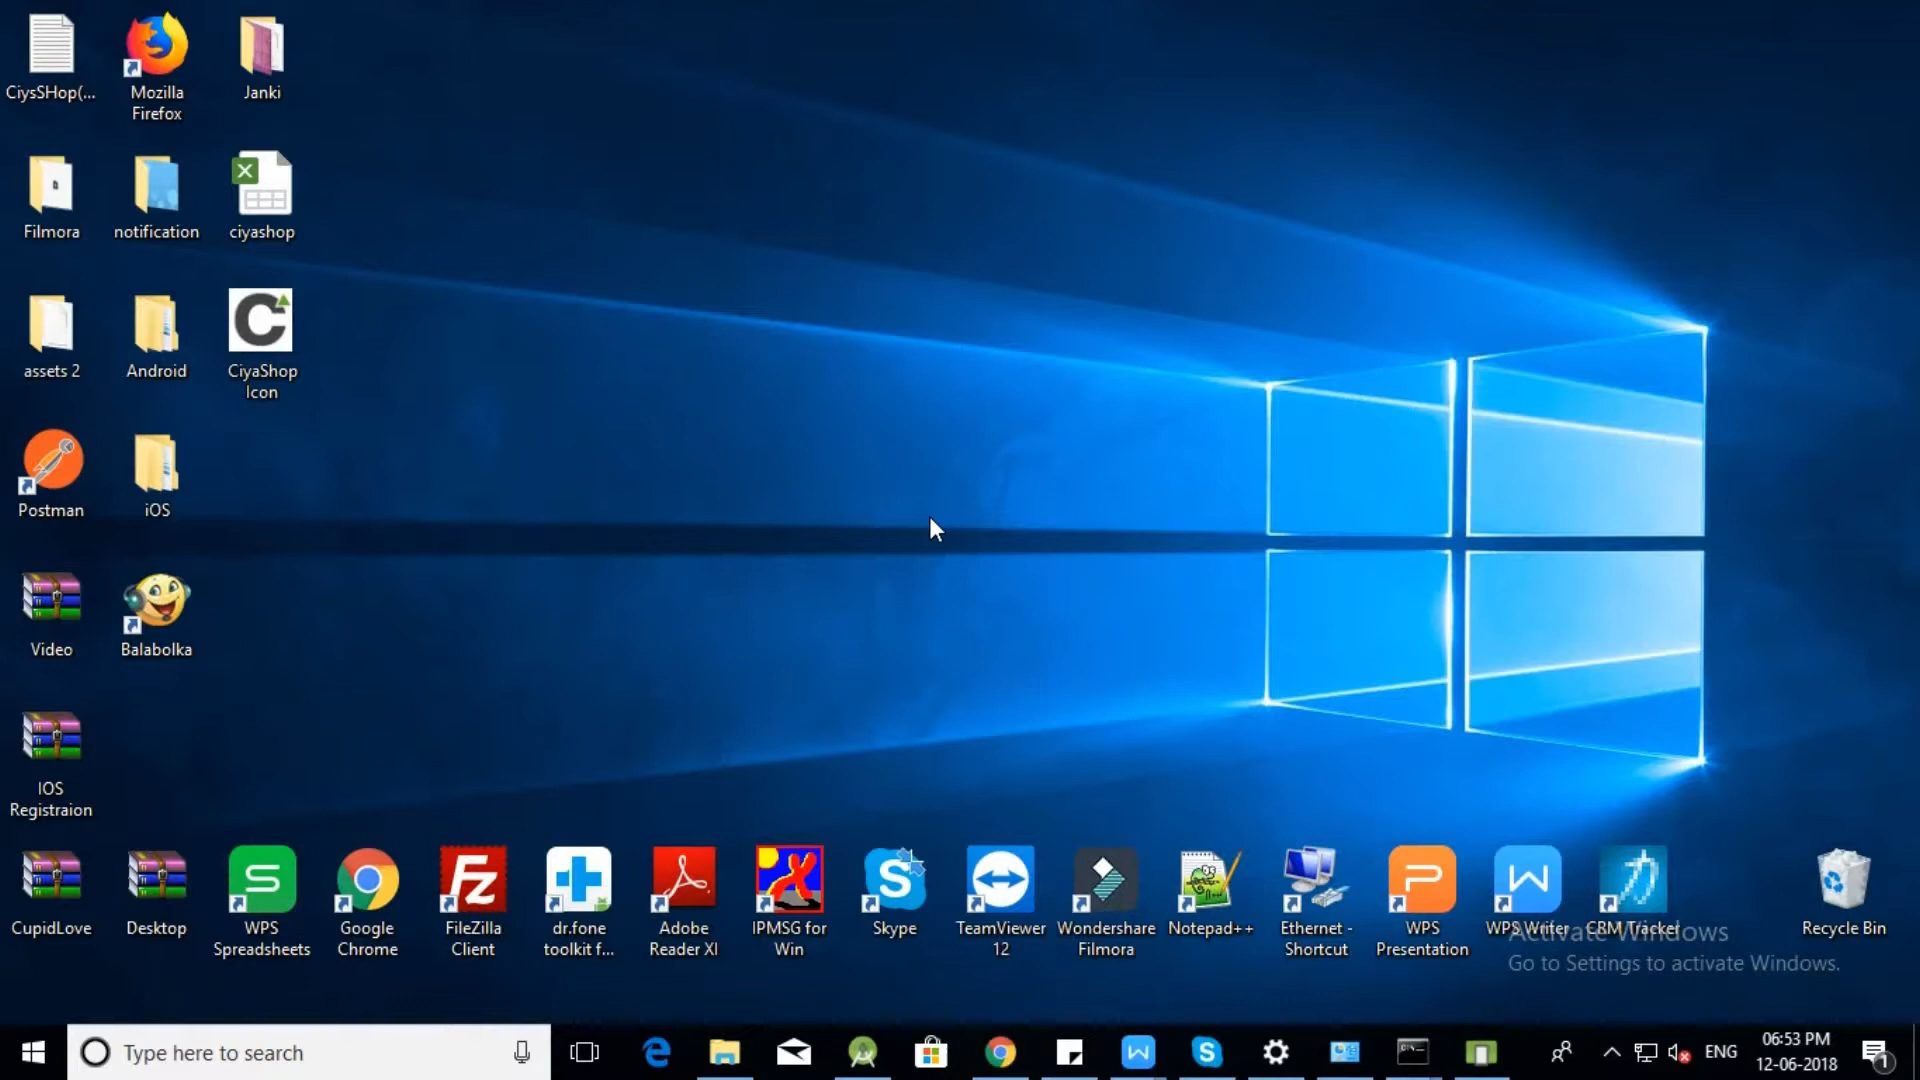 CiysSHop(...
Mozilla
Firefox
Janki
Filmora
notification
ciyashop
assets 2
Android
CiyaShop
Icon
Postman
iOS
Video
Balabolka
IOS
Registraion
CupidLove
Desktop
WPS
Spreadsheets
Google
Chrome
FileZilla
Client
dr.fone
toolkit f...
Adobe
Reader XI
IPMSG for
Win
Skype
TeamViewer
12
Wondershare
Filmora
Notepad++
Ethernet -
Shortcut
WPS
Presentation
WPS Writer
CRM Tracker
Recycle Bin
Activate Windows
Go to Settings to activate Windows.
Type here to search
ENG
06:53 PM
12-06-2018
1